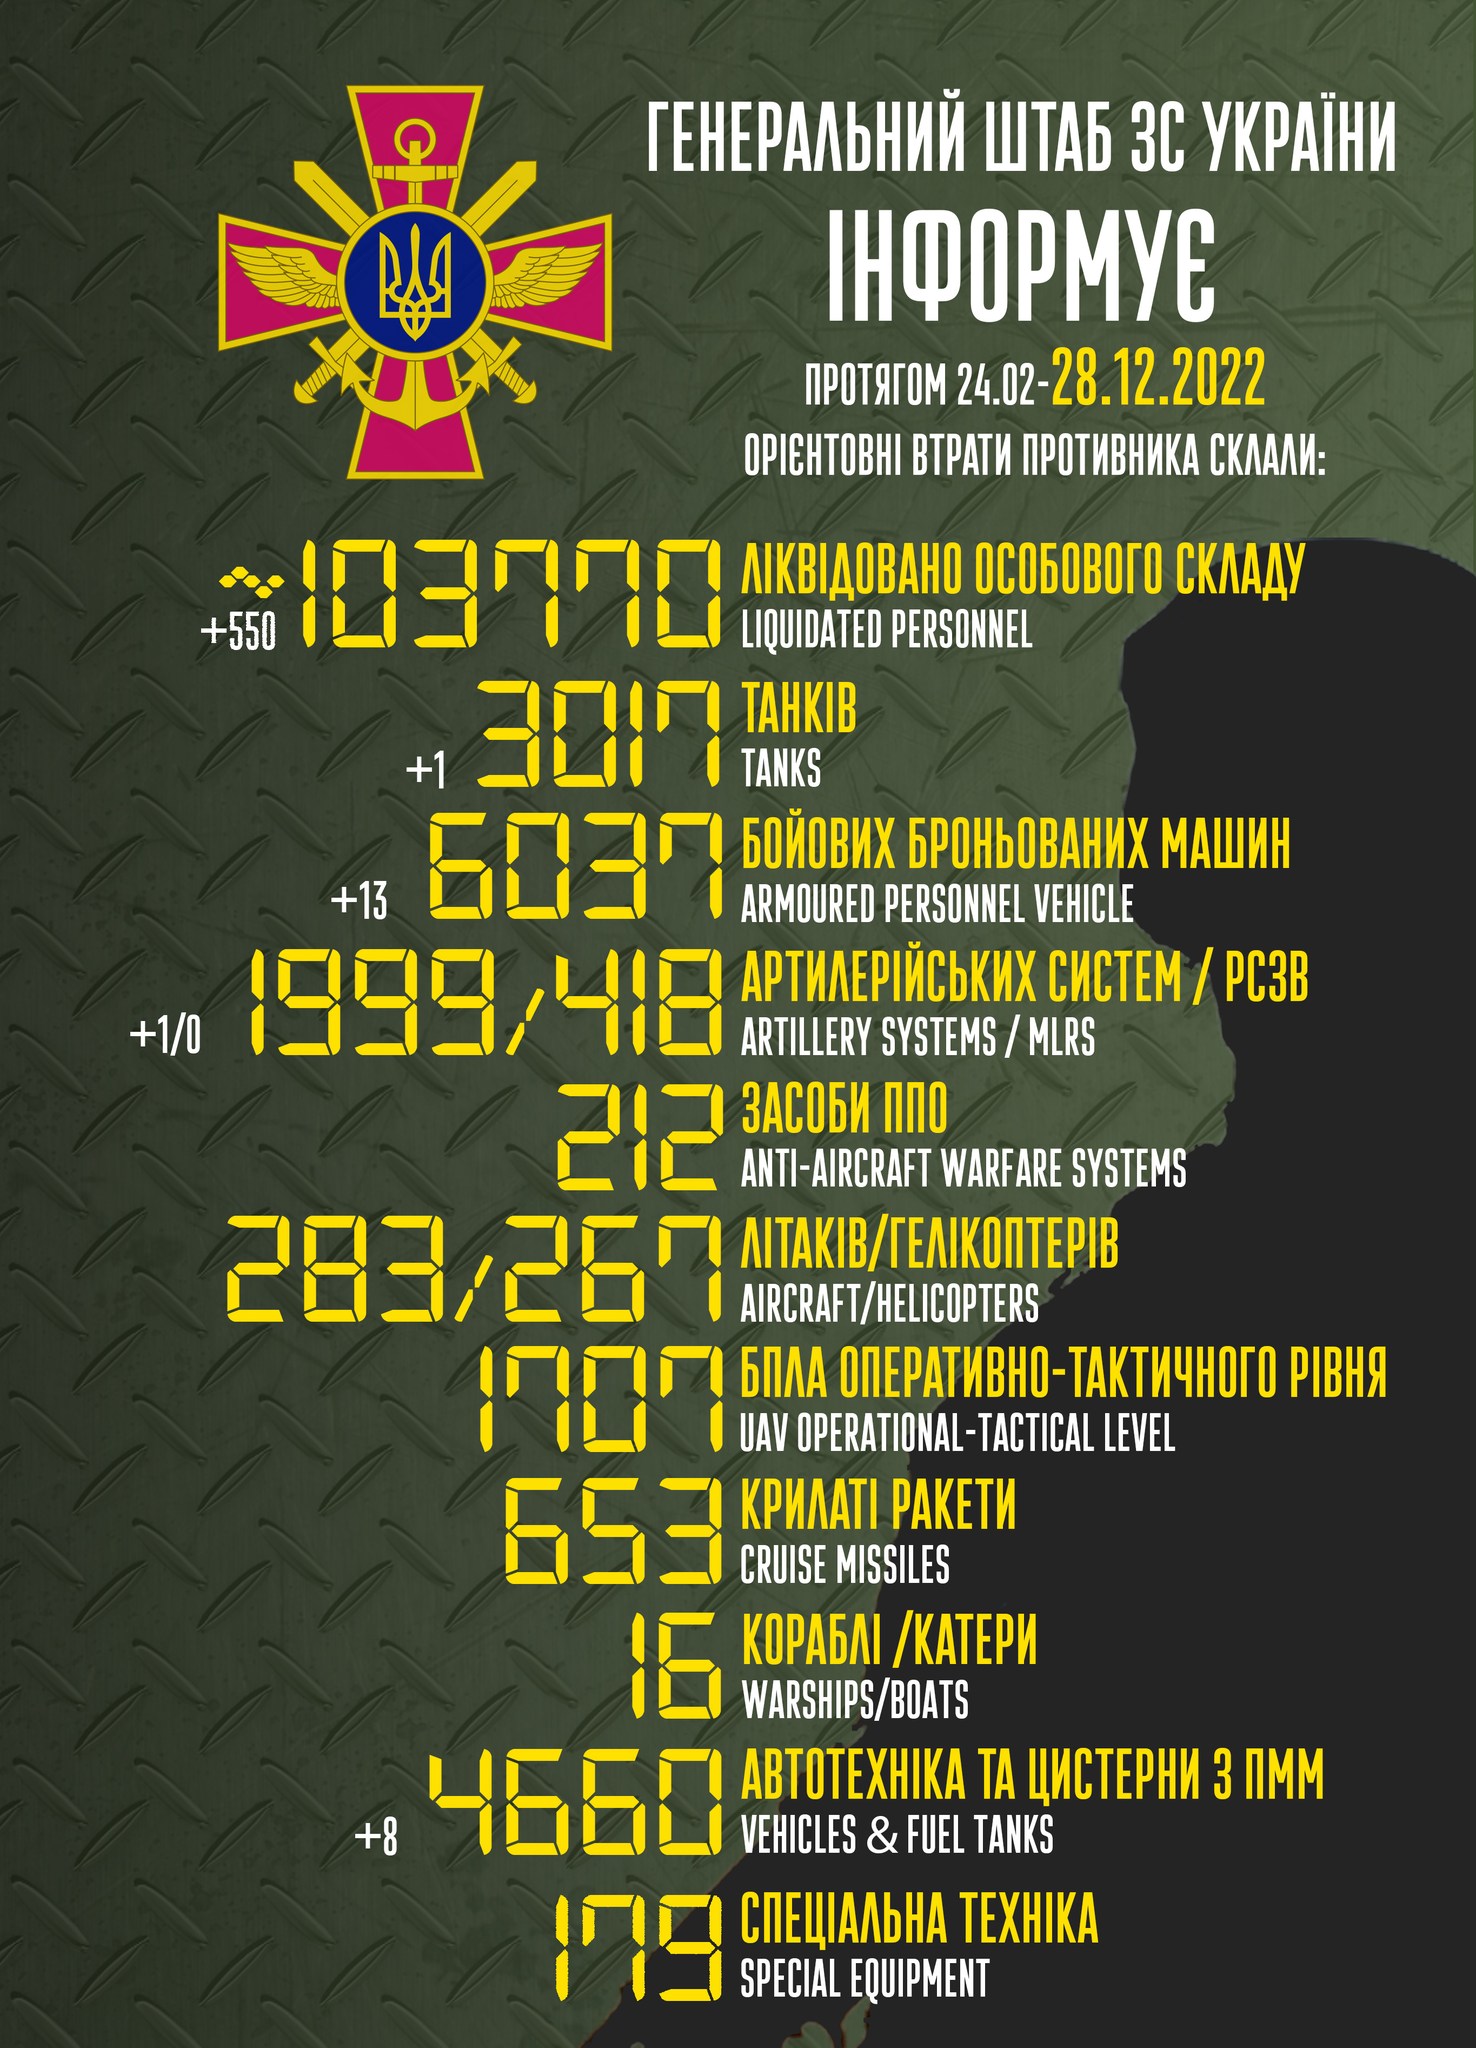 ГЕНЕРАЛЬНИЙ ШТАБ ЗС УКРАЇНИ
ІНФОРМУЄ
ПРОТЯГОМ 24.02-28.12.2022
ОРІЄНТОВНІ ВТРАТИ ПРОТИВНИКА СКЛАЛИ:
~103770 ЛІКВІДОВАНО ОСОБОВОГО СКЛАДУ
+550 LIQUIDATED PERSONNEL
3017 ТАНКІВ
+1 TANKS
6037 БОЙОВИХ БРОНЬОВАНИХ МАШИН
+13 ARMOURED PERSONNEL VEHICLE
1999/418 АРТИЛЕРІЙСЬКИХ СИСТЕМ / РСЗВ
+1/0 ARTILLERY SYSTEMS / MLRS
212 ЗАСОБИ ППО
ANTI-AIRCRAFT WARFARE SYSTEMS
283/267 ЛІТАКІВ/ГЕЛІКОПТЕРІВ
AIRCRAFT/HELICOPTERS
1707 БПЛА ОПЕРАТИВНО-ТАКТИЧНОГО РІВНЯ
UAV OPERATIONAL-TACTICAL LEVEL
653 КРИЛАТІ РАКЕТИ
CRUISE MISSILES
16 КОРАБЛІ /КАТЕРИ
WARSHIPS/BOATS
4660 АВТОТЕХНІКА ТА ЦИСТЕРНИ З ПММ
+8 VEHICLES & FUEL TANKS
179 СПЕЦІАЛЬНА ТЕХНІКА
SPECIAL EQUIPMENT